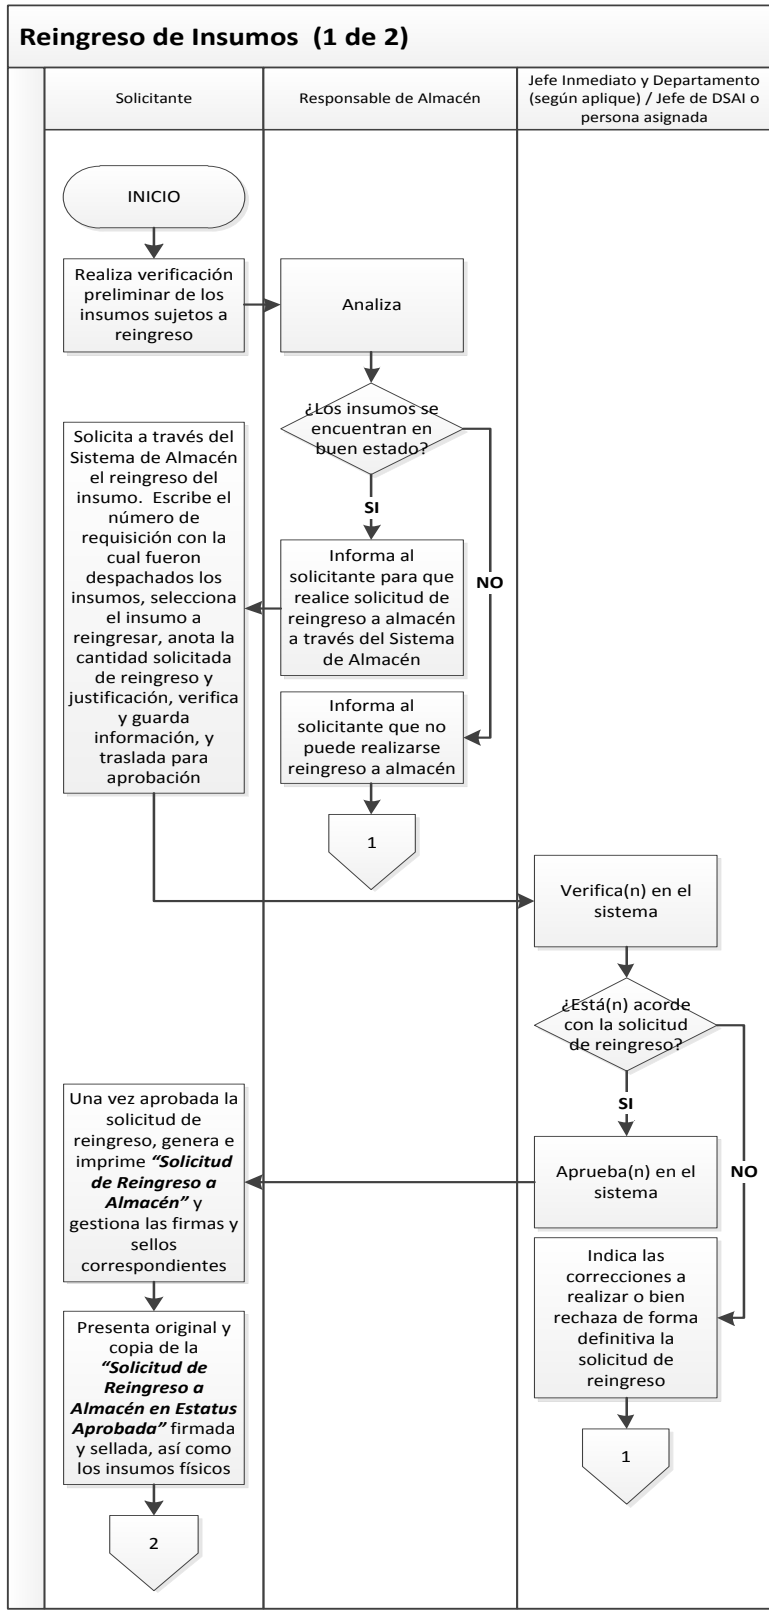 Reingreso de Insumos  (1 de 2)
Solicitante
Responsable de Almacén
Jefe Inmediato y Departamento
(según aplique) / Jefe de DSAI o
persona asignada
INICIO
Realiza verificación
preliminar de los
insumos sujetos a
reingreso
Analiza
¿Los insumos se
encuentran en
buen estado?
SI
NO
Informa al
solicitante para que
realice solicitud de
reingreso a almacén
a través del Sistema
de Almacén
Solicita a través del
Sistema de Almacén
el reingreso del
insumo.  Escribe el
número de
requisición con la
cual fueron
despachados los
insumos, selecciona
el insumo a
reingresar, anota la
cantidad solicitada
de reingreso y
justificación, verifica
y guarda
información, y
traslada para
aprobación
Informa al
solicitante que no
puede realizarse
reingreso a almacén
1
Verifica(n) en el
sistema
¿Está(n) acorde
con la solicitud
de reingreso?
SI
NO
Aprueba(n) en el
sistema
Una vez aprobada la
solicitud de
reingreso, genera e
imprime “Solicitud
de Reingreso a
Almacén” y
gestiona las firmas y
sellos
correspondientes
Indica las
correcciones a
realizar o bien
rechaza de forma
definitiva la
solicitud de
reingreso
1
Presenta original y
copia de la
“Solicitud de
Reingreso a
Almacén en Estatus
Aprobada” firmada
y sellada, así como
los insumos físicos
2